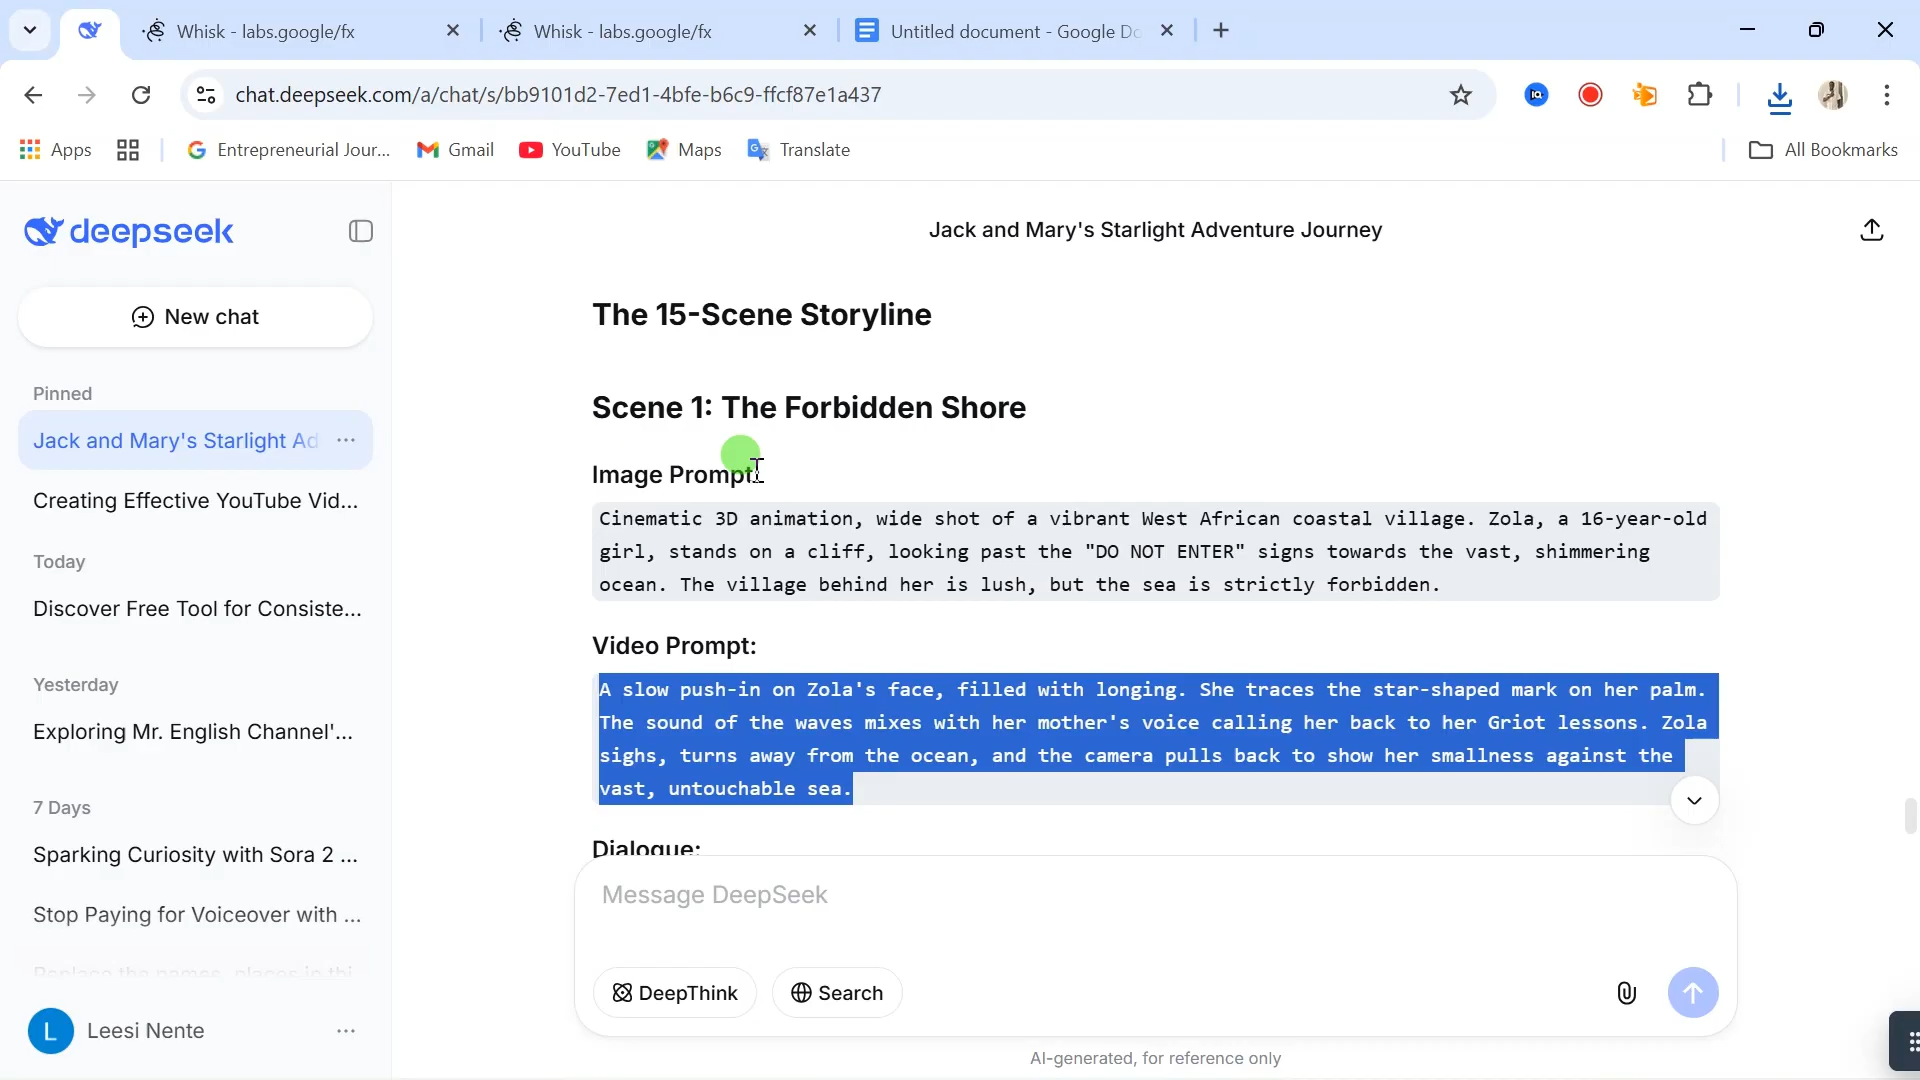 Whisk - labs.google/fx
Whisk - labs.google/fx
Untitled document - Google Do
chat.deepseek.com/a/chat/s/bb9101d2-7ed1-4bfe-b6c9-ffcf87e1a437
Apps
Entrepreneurial Jour...
Gmail
YouTube
Maps
Translate
All Bookmarks
deepseek
New chat
Pinned
Jack and Mary's Starlight Ad
Creating Effective YouTube Vid...
Today
Discover Free Tool for Consiste...
Yesterday
Exploring Mr. English Channel'...
7 Days
Sparking Curiosity with Sora 2 ...
Stop Paying for Voiceover with ...
Replace the names, places in thi
L
Leesi Nente
Jack and Mary's Starlight Adventure Journey
The 15-Scene Storyline
Scene 1: The Forbidden Shore
Image Prompt:
Cinematic 3D animation, wide shot of a vibrant West African coastal village. Zola, a 16-year-old
girl, stands on a cliff, looking past the "DO NOT ENTER" signs towards the vast, shimmering
ocean. The village behind her is lush, but the sea is strictly forbidden.
Video Prompt:
A slow push-in on Zola's face, filled with longing. She traces the star-shaped mark on her palm.
The sound of the waves mixes with her mother's voice calling her back to her Griot lessons. Zola
sighs, turns away from the ocean, and the camera pulls back to show her smallness against the
vast, untouchable sea.
Dialogue:
Message DeepSeek
DeepThink
Search
AI-generated, for reference only